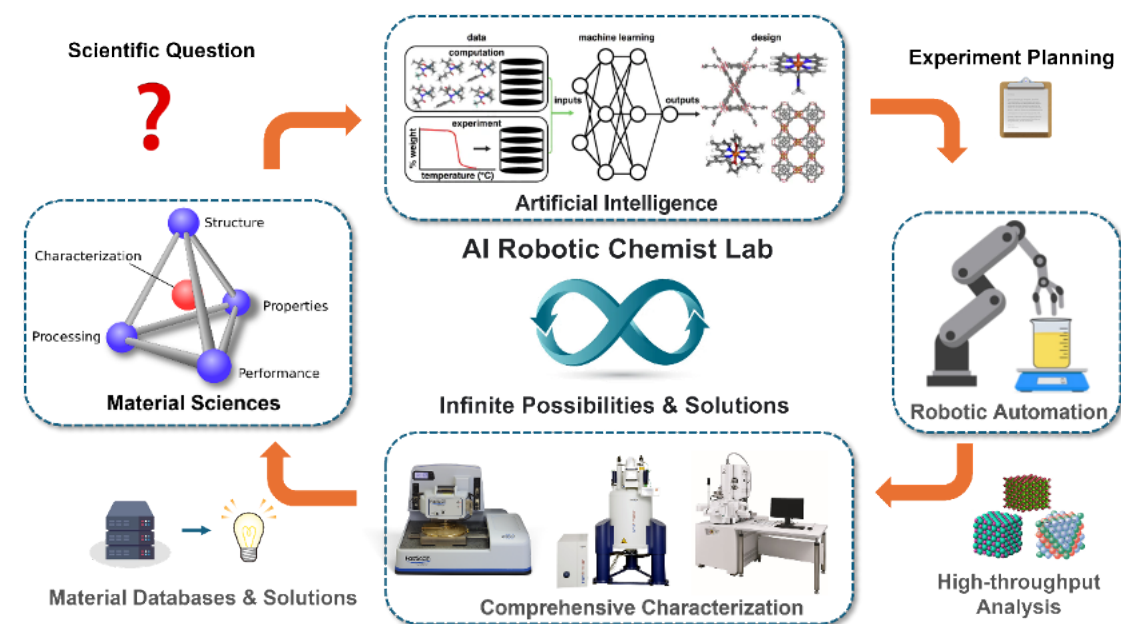 Scientific Question
data
computation
machine learning
design
inputs
outputs
experiment
% weight
temperature (°C)
Artificial Intelligence
Experiment Planning
Structure
Characterization
Properties
Processing
Performance
Material Sciences
AI Robotic Chemist Lab
Infinite Possibilities & Solutions
Robotic Automation
Material Databases & Solutions
Comprehensive Characterization
High-throughput
Analysis